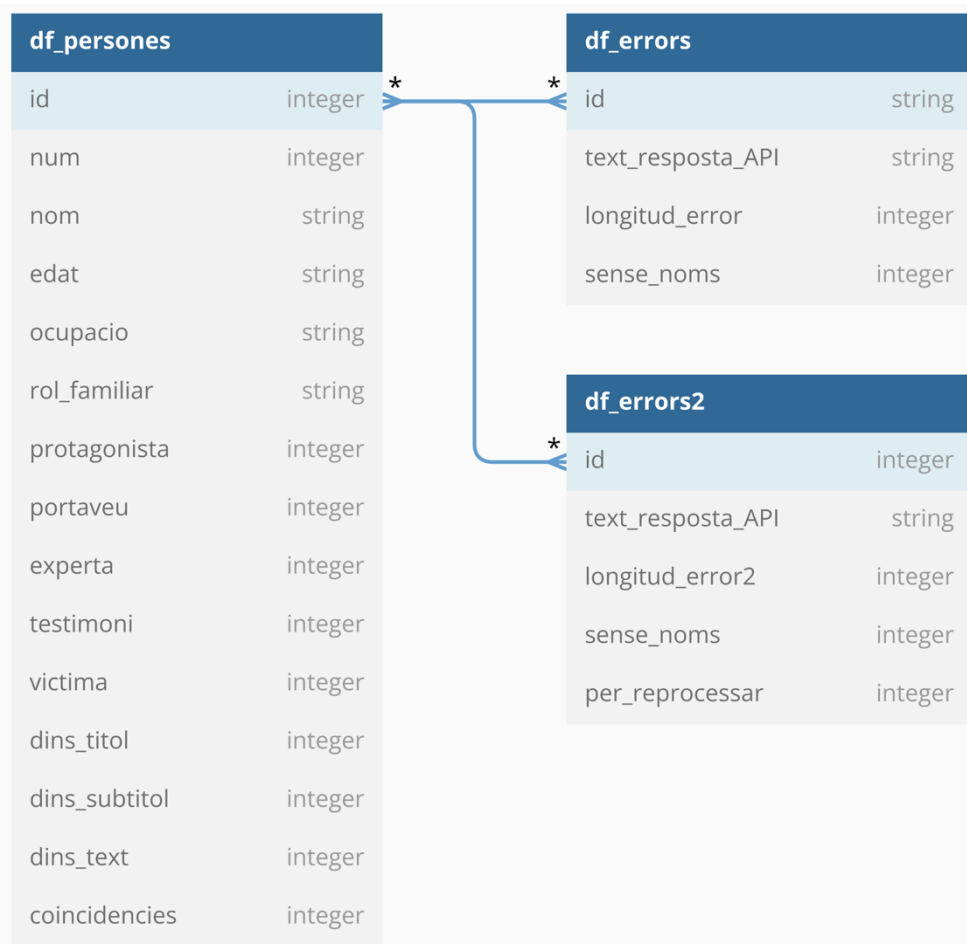 df_persones
id integer
num integer
nom string
edat string
ocupacio string
rol_familiar string
protagonista integer
portaveu integer
experta integer
testimoni integer
victima integer
dins_titol integer
dins_subtitol integer
dins_text integer
coincidencies integer
*
*
df_errors
id string
text_resposta_API string
longitud_error integer
sense_noms integer
*
df_errors2
id integer
text_resposta_API string
longitud_error2 integer
sense_noms integer
per_reprocessar integer